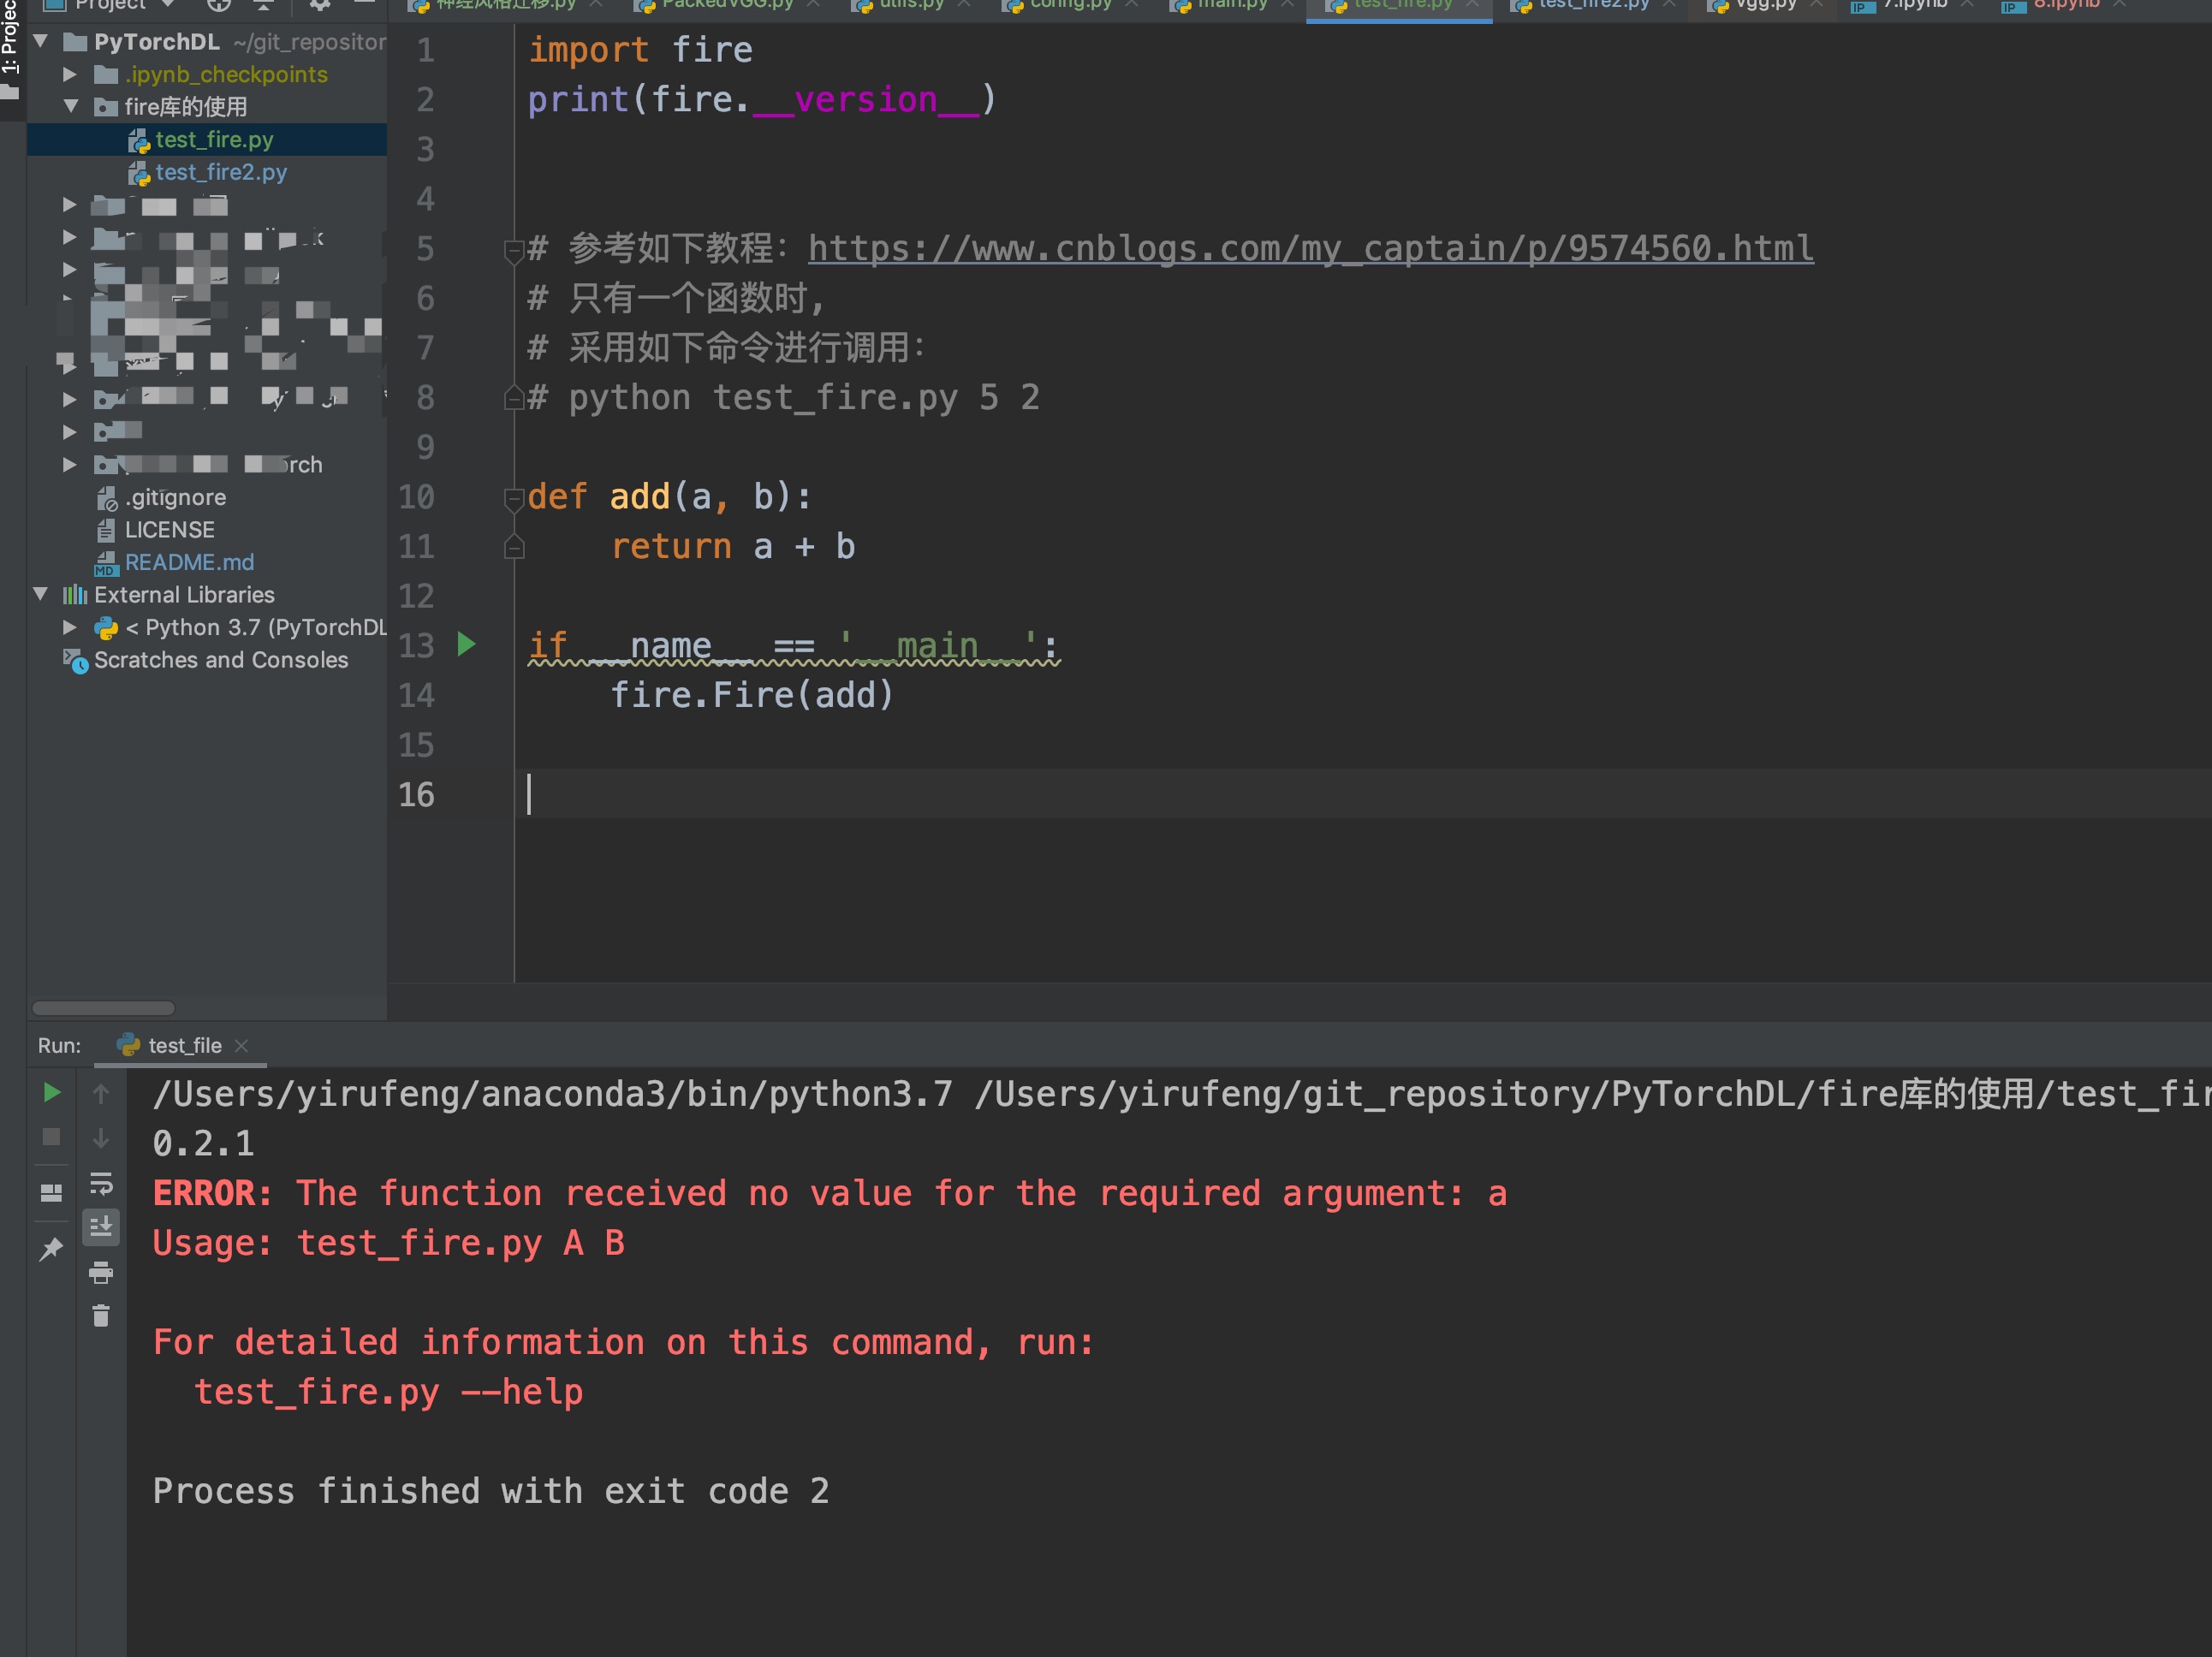 Project
神经风格迁移.py
PackedVGG.py
utils.py
config.py
main.py
test_fire.py
test_fire2.py
vgg.py
7.ipynb
8.ipynb
1: Projec
PyTorchDL ~/git_repositor
.ipynb_checkpoints
fire库的使用
test_fire.py
test_fire2.py
rch
.gitignore
LICENSE
README.md
External Libraries
< Python 3.7 (PyTorchDL
Scratches and Consoles
1 import fire
2 print(fire.__version__)
3
4
5 # 参考如下教程：https://www.cnblogs.com/my_captain/p/9574560.html
6 # 只有一个函数时,
7 # 采用如下命令进行调用：
8 # python test_fire.py 5 2
9
10 def add(a, b):
11     return a + b
12
13 if __name__ == '__main__':
14     fire.Fire(add)
15
16
Run: test_file
/Users/yirufeng/anaconda3/bin/python3.7 /Users/yirufeng/git_repository/PyTorchDL/fire库的使用/test_fir
0.2.1
ERROR: The function received no value for the required argument: a
Usage: test_fire.py A B
For detailed information on this command, run:
  test_fire.py --help
Process finished with exit code 2